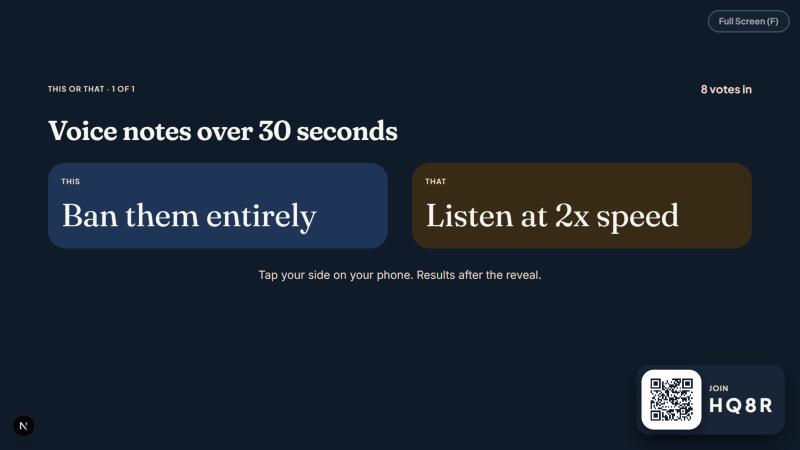 Full Screen (F)
THIS OR THAT · 1 OF 1
8 votes in
Voice notes over 30 seconds
THIS
Ban them entirely
THAT
Listen at 2x speed
Tap your side on your phone. Results after the reveal.
JOIN
HQ8R
N